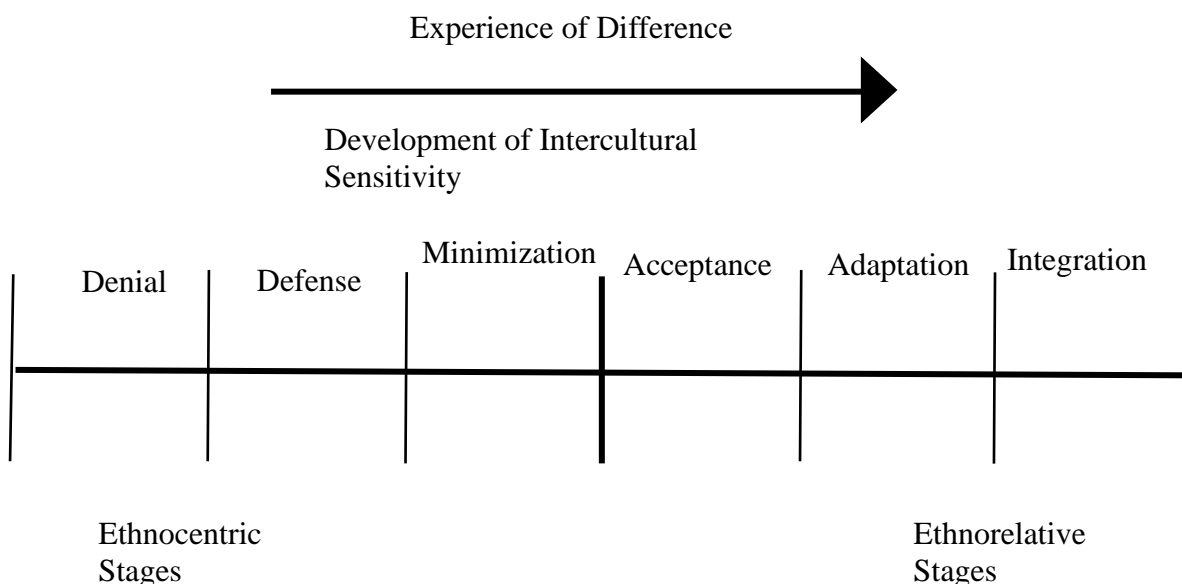 Experience of Difference
Development of Intercultural
Sensitivity
Denial
Defense
Minimization
Acceptance
Adaptation
Integration
Ethnocentric
Stages
Ethnorelative
Stages